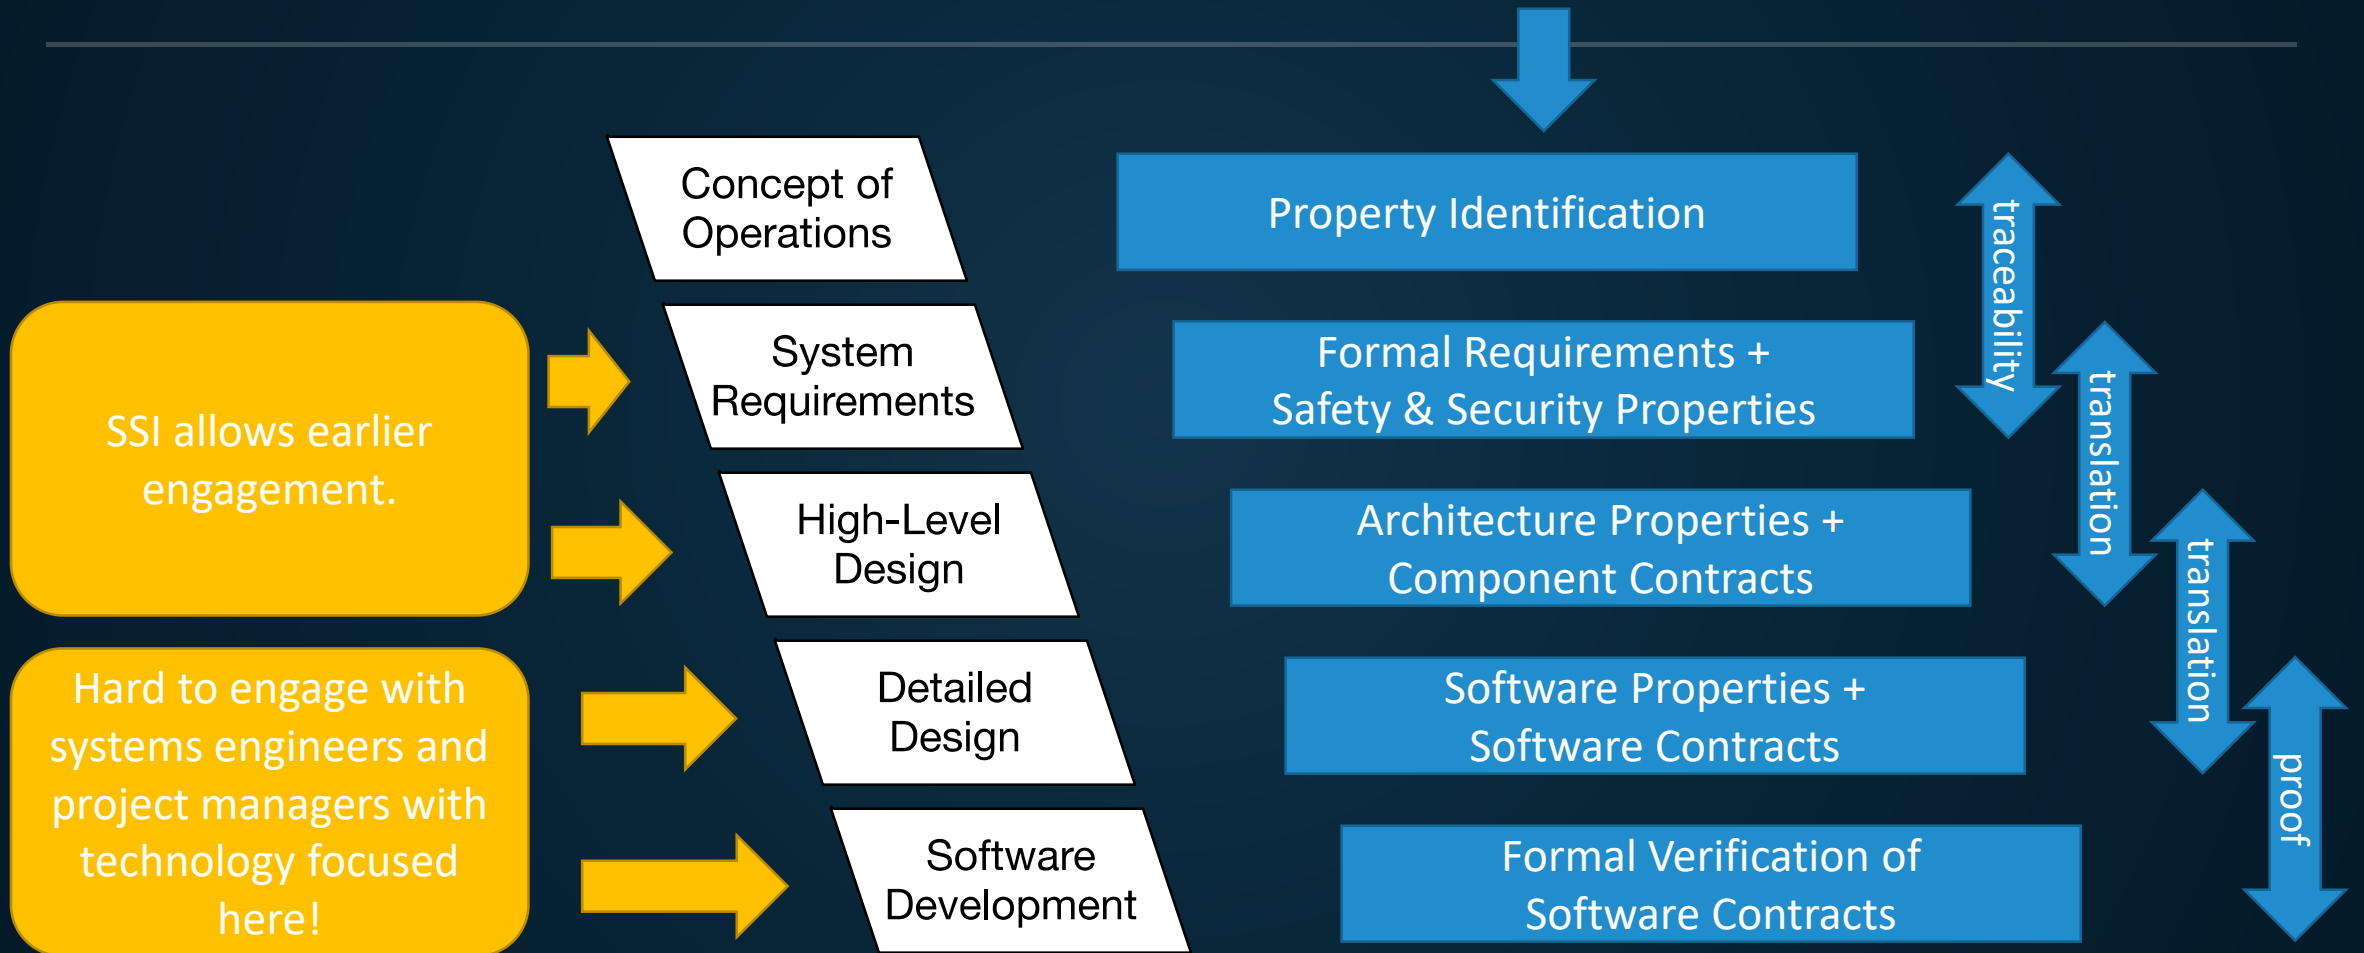 Concept of
Operations
Property Identification
traceability
SSI allows earlier
engagement.
System
Requirements
Formal Requirements +
Safety & Security Properties
translation
High-Level
Design
Architecture Properties +
Component Contracts
translation
Hard to engage with
systems engineers and
project managers with
technology focused
here!
Detailed
Design
Software Properties +
Software Contracts
proof
Software
Development
Formal Verification of
Software Contracts